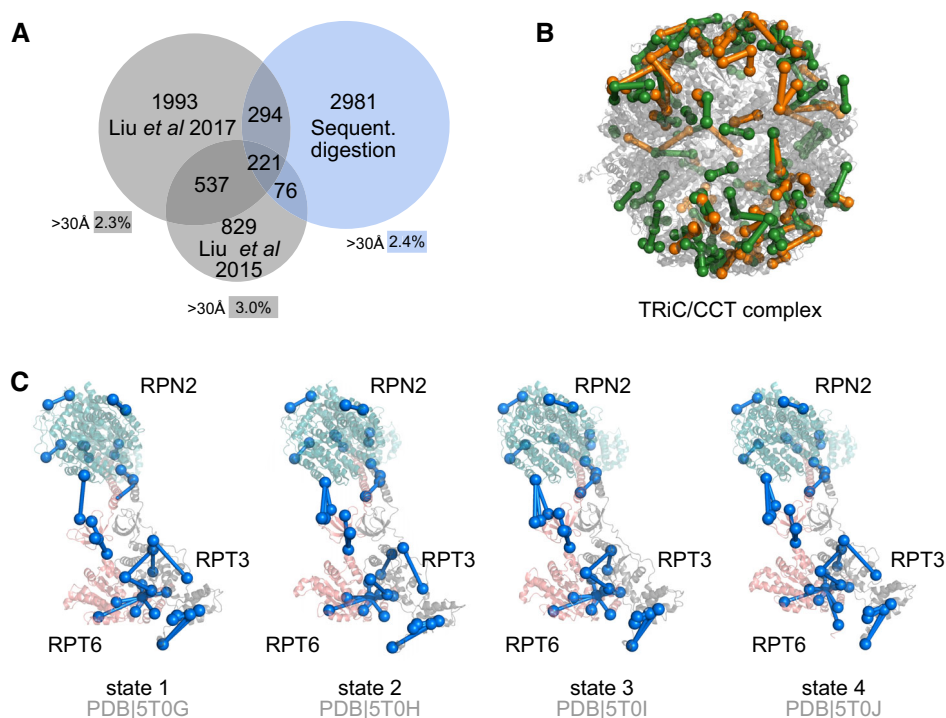 A
1993
Liu et al 2017
294
2981
Sequent.
digestion
221
537
76
829
Liu et al
2015
>30Å 2.3%
>30Å 2.4%
>30Å 3.0%
B
TRiC/CCT complex
C
RPN2
RPT3
RPT6
state 1
PDB|5T0G
RPN2
RPT3
RPT6
state 2
PDB|5T0H
RPN2
RPT3
RPT6
state 3
PDB|5T0I
RPN2
RPT3
RPT6
state 4
PDB|5T0J